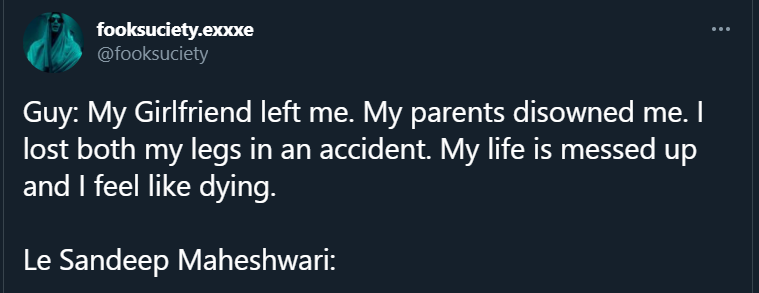 fooksuciety.exxxe
@fooksuciety
Guy: My Girlfriend left me. My parents disowned me. I
lost both my legs in an accident. My life is messed up
and I feel like dying.
Le Sandeep Maheshwari: